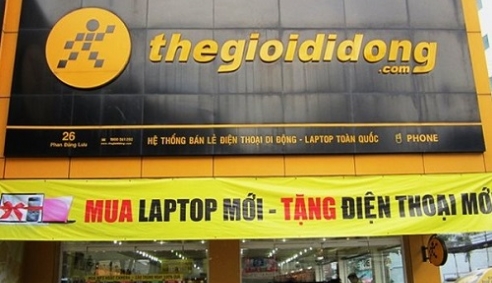 thegioididong
.com
26
Phan Đăng Lưu
HỆ THỐNG BÁN LẺ ĐIỆN THOẠI DI ĐỘNG - LAPTOP TOÀN QUỐC
PHONE
MUA LAPTOP MỚI - TẶNG ĐIỆN THOẠI MỚ